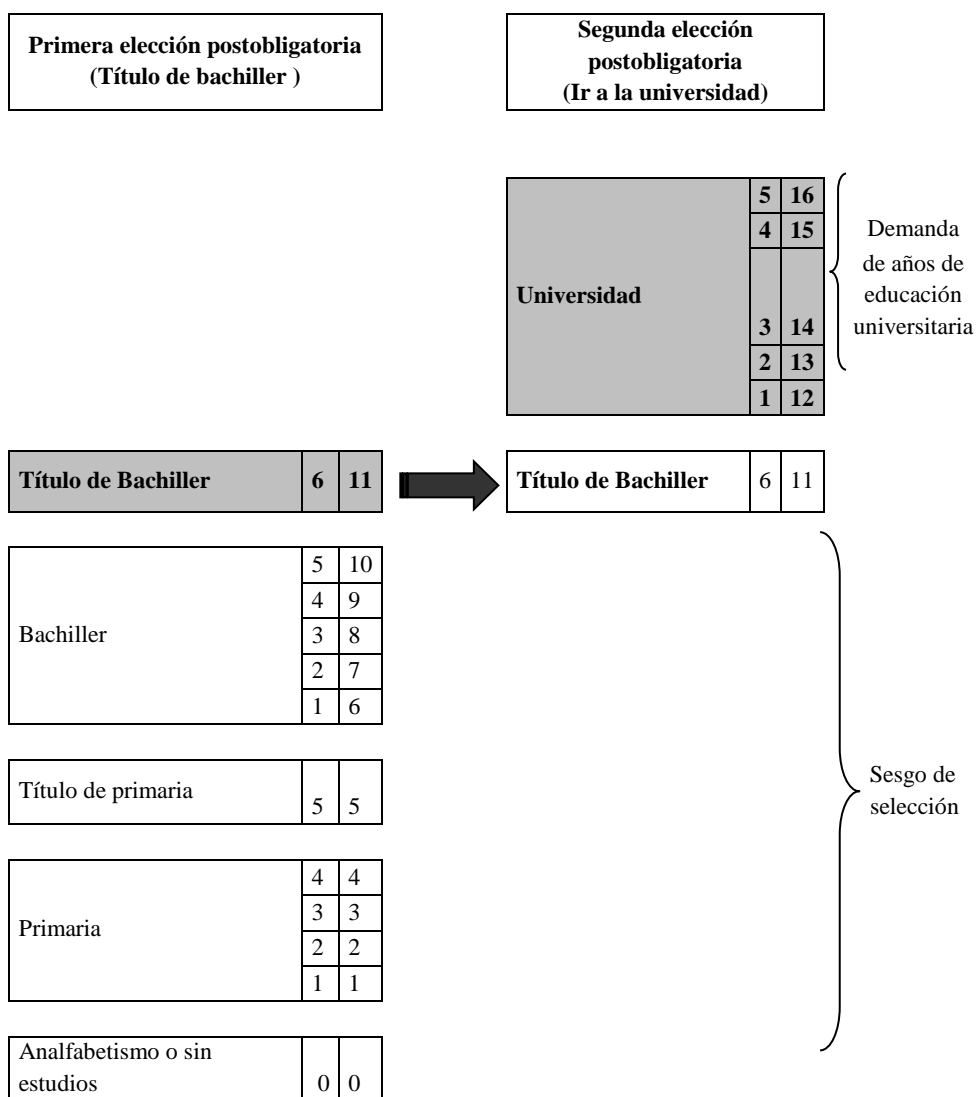 Primera elección postobligatoria
(Título de bachiller )
Segunda elección
postobligatoria
(Ir a la universidad)
Universidad
5 16
4 15
3 14
2 13
1 12
Demanda
de años de
educación
universitaria
Título de Bachiller 6 11
Título de Bachiller 6 11
Bachiller
5 10
4 9
3 8
2 7
1 6
Título de primaria
5 5
Primaria
4 4
3 3
2 2
1 1
Analfabetismo o sin
estudios 0 0
Sesgo de
selección